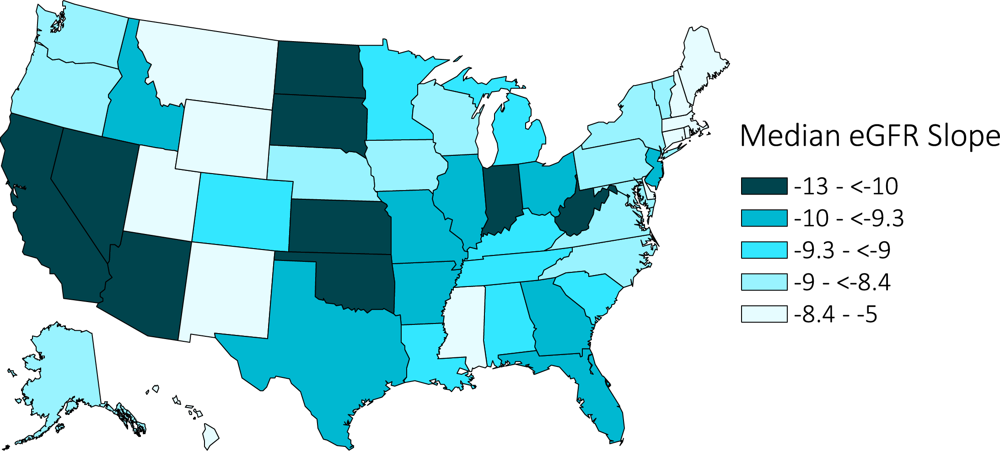 Median eGFR Slope
-13 - <-10
-10 - <-9.3
-9.3 - <-9
-9 - <-8.4
-8.4 - -5